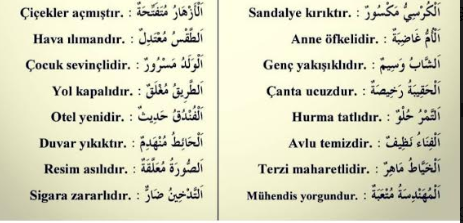 Çiçekler açmıştır. : اَلْأَزْهَارُ مُتَفَتِّحَةٌ
Hava ılımandır. : اَلطَّقْسُ مُعْتَدِلٌ
Çocuk sevinçlidir. : اَلْوَلَدُ مَسْرُورٌ
Yol kapalıdır. : اَلطَّرِيقُ مُغْلَقٌ
Otel yenidir. : اَلْفُنْدُقُ حَدِيثٌ
Duvar yıkıktır. : اَلْحَائِطُ مُنْهَدِمٌ
Resim asılıdır. : اَلصُّورَةُ مُعَلَّقَةٌ
Sigara zararlıdır. : اَلتَّدْخِينُ ضَارٌّ
Sandalye kırıktır. : اَلْكُرْسِيُّ مَكْسُورٌ
Anne öfkelidir. : اَلْأُمُّ غَاضِبَةٌ
Genç yakışıklıdır. : اَلشَّابُّ وَسِيمٌ
Çanta ucuzdur. : اَلْحَقِيبَةُ رَخِيصَةٌ
Hurma tatlıdır. : اَلتَّمْرُ حُلْوٌ
Avlu temizdir. : اَلْفِنَاءُ نَظِيفٌ
Terzi maharetlidir. : اَلْخَيَّاطُ مَاهِرٌ
Mühendis yorgundur. : اَلْمُهَنْدِسَةُ مُتْعَبَةٌ